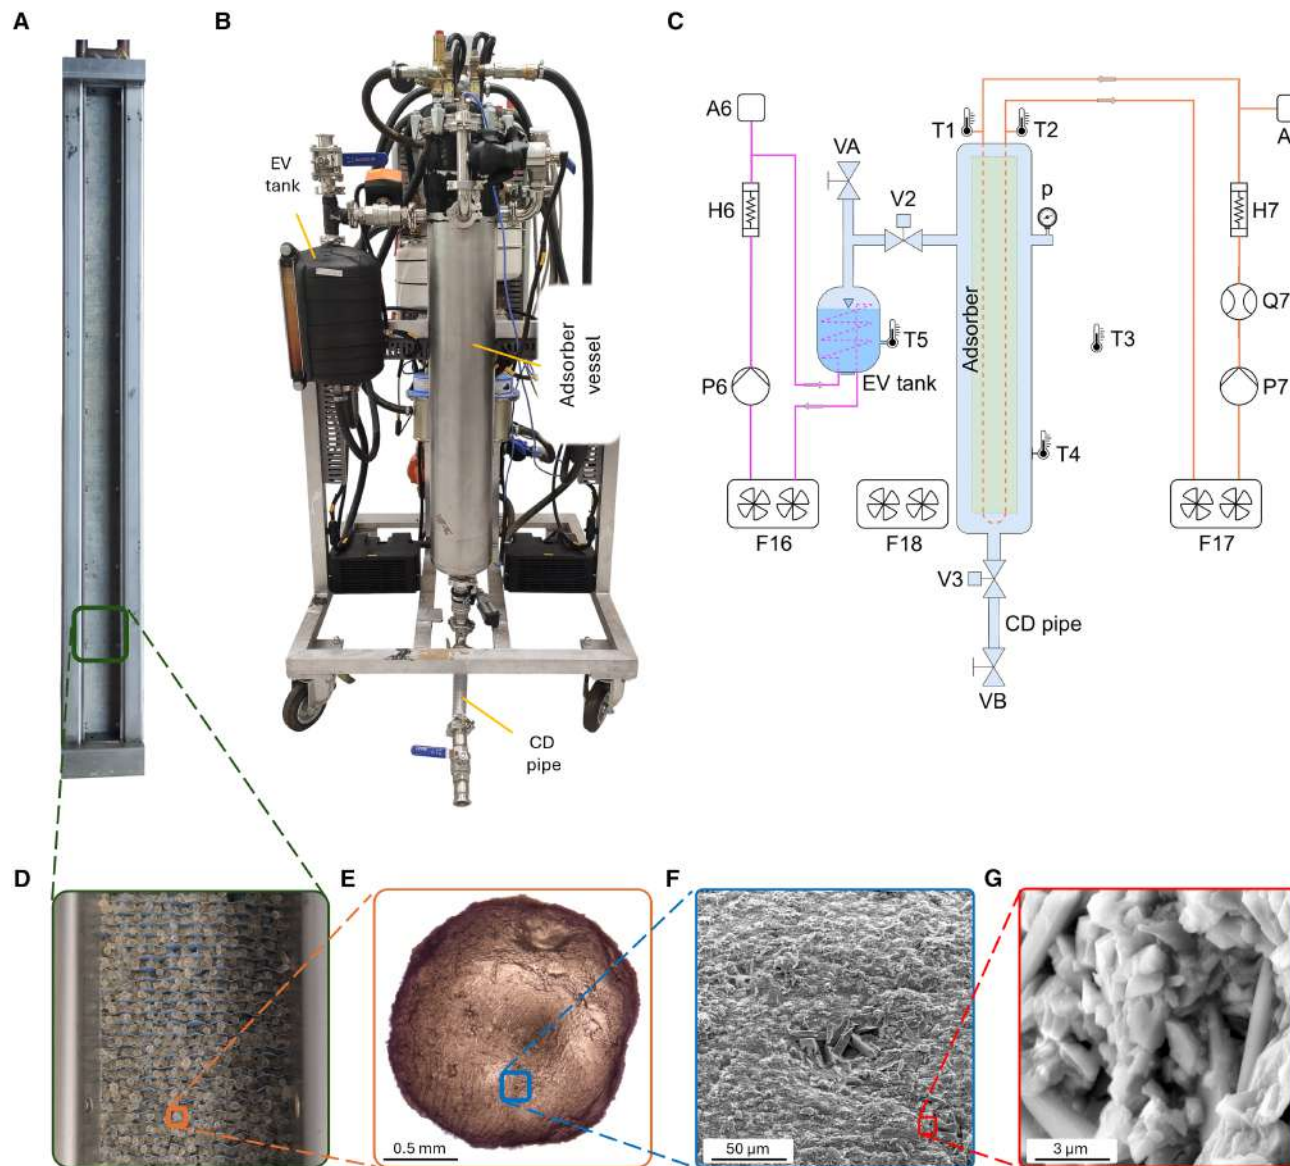 A
B
C
EV
tank
Adsorber
vessel
CD
pipe
A6
A
T1
T2
VA
V2
p
H6
H7
Adsorber
Q7
T5
T3
EV tank
P6
P7
T4
F16
F18
F17
V3
CD pipe
VB
D
E
F
G
0.5 mm
50 µm
3 µm